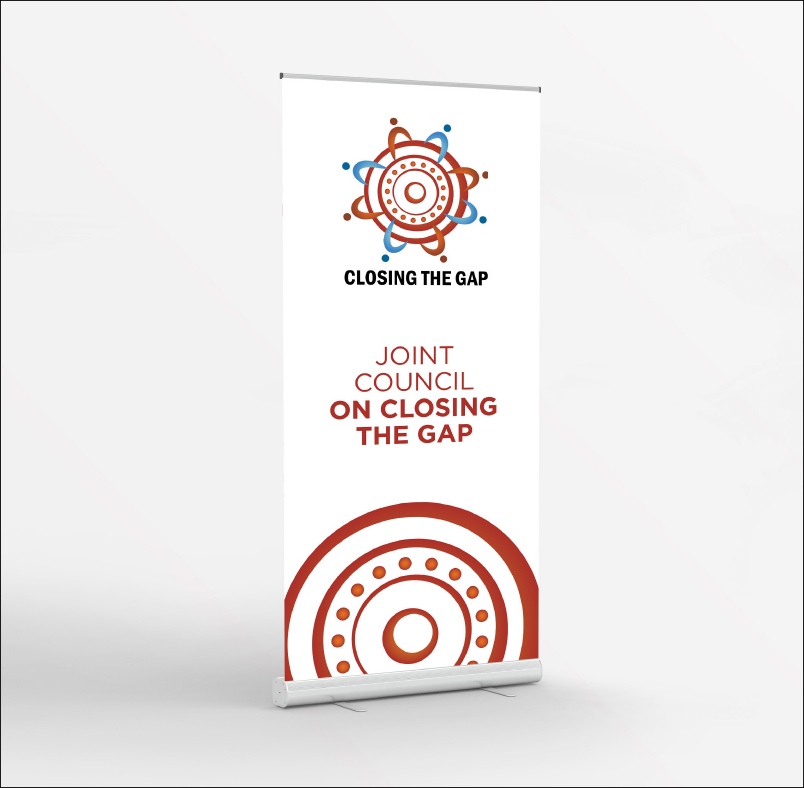 CLOSING THE GAP
JOINT
COUNCIL
ON CLOSING
THE GAP